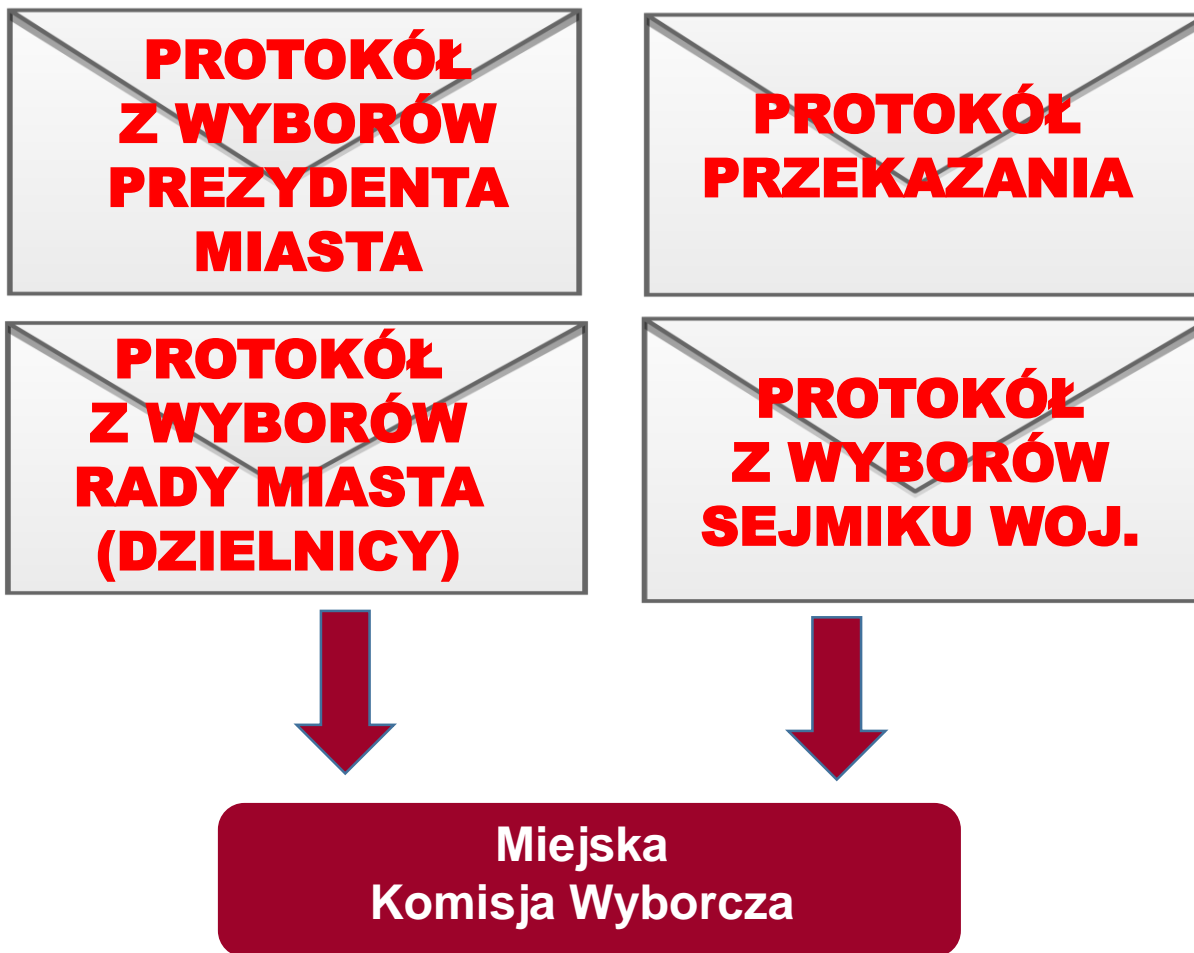 PROTOKÓŁ
Z WYBORÓW
PREZYDENTA
MIASTA
PROTOKÓŁ
PRZEKAZANIA
PROTOKÓŁ
Z WYBORÓW
RADY MIASTA
(DZIELNICY)
PROTOKÓŁ
Z WYBORÓW
SEJMIKU WOJ.
Miejska
Komisja Wyborcza